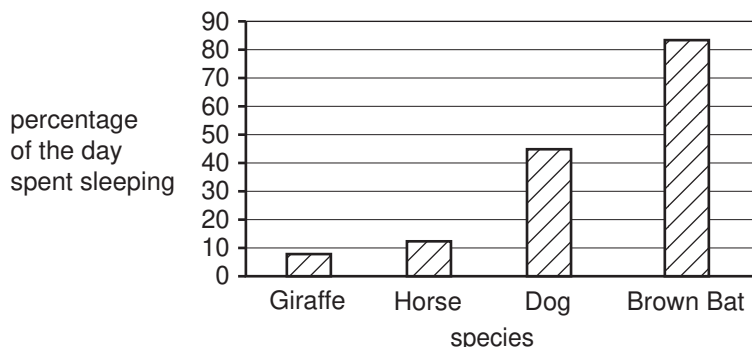 90
80
70
60
50
40
30
20
10
0
percentage
of the day
spent sleeping
Giraffe Horse Dog Brown Bat
species